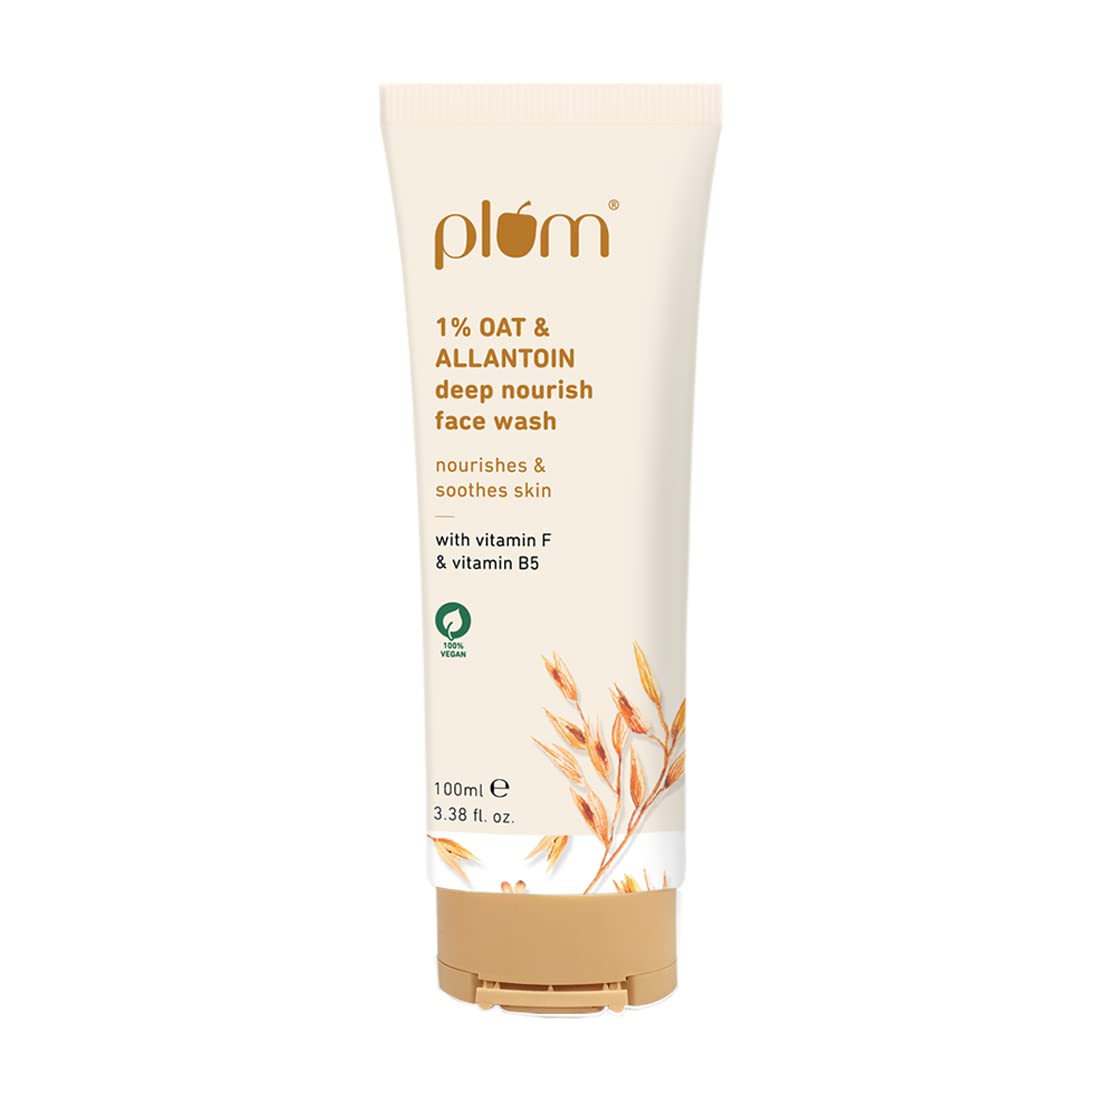 plum®
1% OAT &
ALLANTOIN
deep nourish
face wash
nourishes &
soothes skin
with vitamin F
& vitamin B5
100%
VEGAN
100ml ℮
3.38 fl. oz.